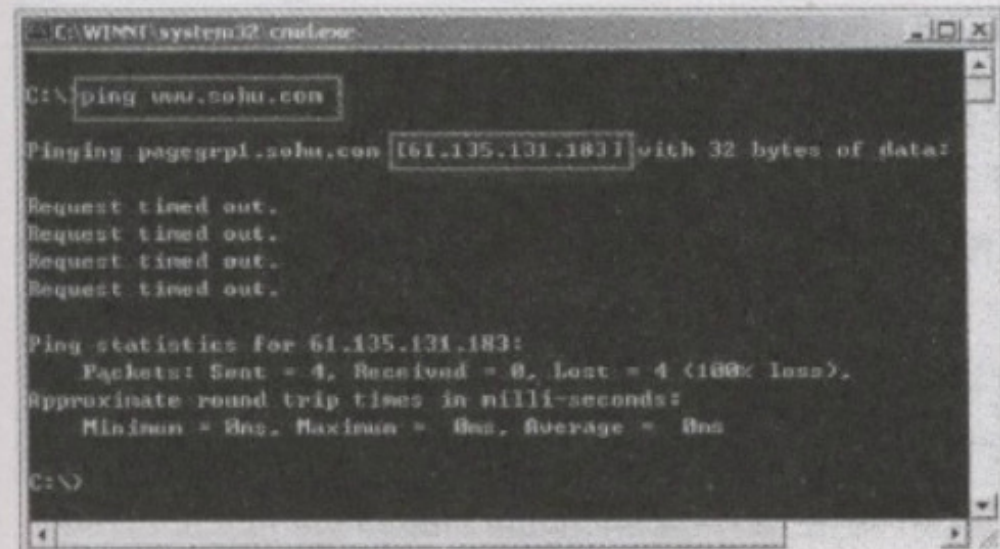 C:\WINNT\system32\cmd.exe
C:\>ping www.sohu.com
Pinging pagegrp1.sohu.com [61.135.131.183] with 32 bytes of data:
Request timed out.
Request timed out.
Request timed out.
Request timed out.
Ping statistics for 61.135.131.183:
Packets: Sent = 4, Received = 0, Lost = 4 (100% loss),
Approximate round trip times in milli-seconds:
Minimum = 0ms, Maximum =  0ms, Average =  0ms
C:\>